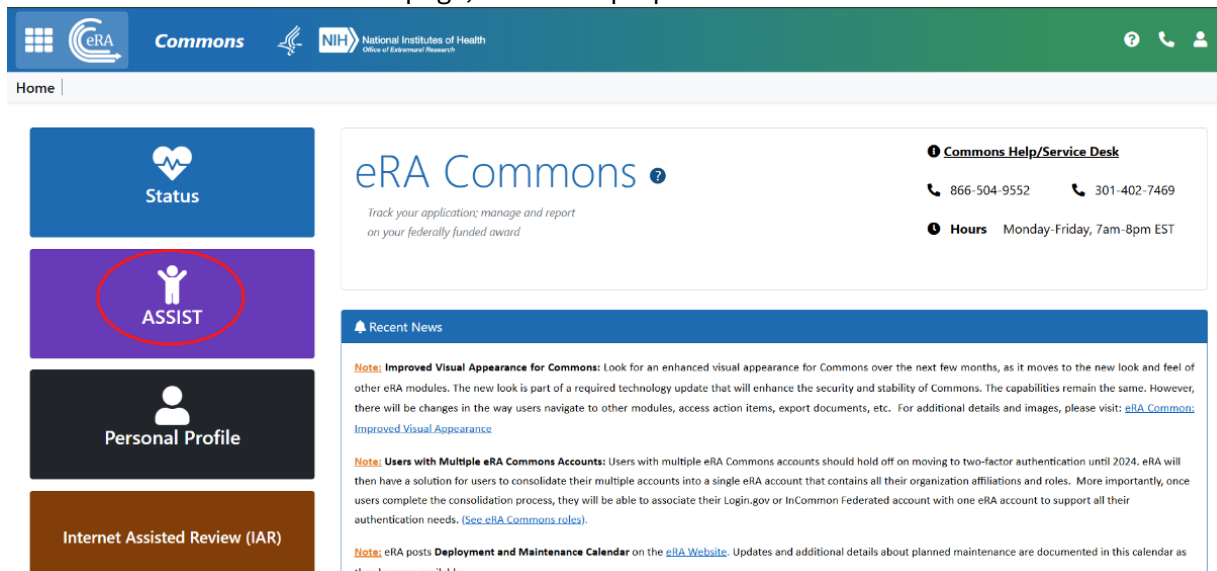 eRA Commons NIH National Institutes of Health
Office of Extramural Research
Home
Status
ASSIST
Personal Profile
Internet Assisted Review (IAR)
eRA Commons
Track your application; manage and report
on your federally funded award
Commons Help/Service Desk
866-504-9552 301-402-7469
Hours Monday-Friday, 7am-8pm EST
Recent News
Note: Improved Visual Appearance for Commons: Look for an enhanced visual appearance for Commons over the next few months, as it moves to the new look and feel of
other eRA modules. The new look is part of a required technology update that will enhance the security and stability of Commons. The capabilities remain the same. However,
there will be changes in the way users navigate to other modules, access action items, export documents, etc. For additional details and images, please visit: eRA Common:
Improved Visual Appearance
Note: Users with Multiple eRA Commons Accounts: Users with multiple eRA Commons accounts should hold off on moving to two-factor authentication until 2024. eRA will
then have a solution for users to consolidate their multiple accounts into a single eRA account that contains all their organization affiliations and roles. More importantly, once
users complete the consolidation process, they will be able to associate their Login.gov or InCommon Federated account with one eRA account to support all their
authentication needs. (See eRA Commons roles).
Note: eRA posts Deployment and Maintenance Calendar on the eRA Website. Updates and additional details about planned maintenance are documented in this calendar as